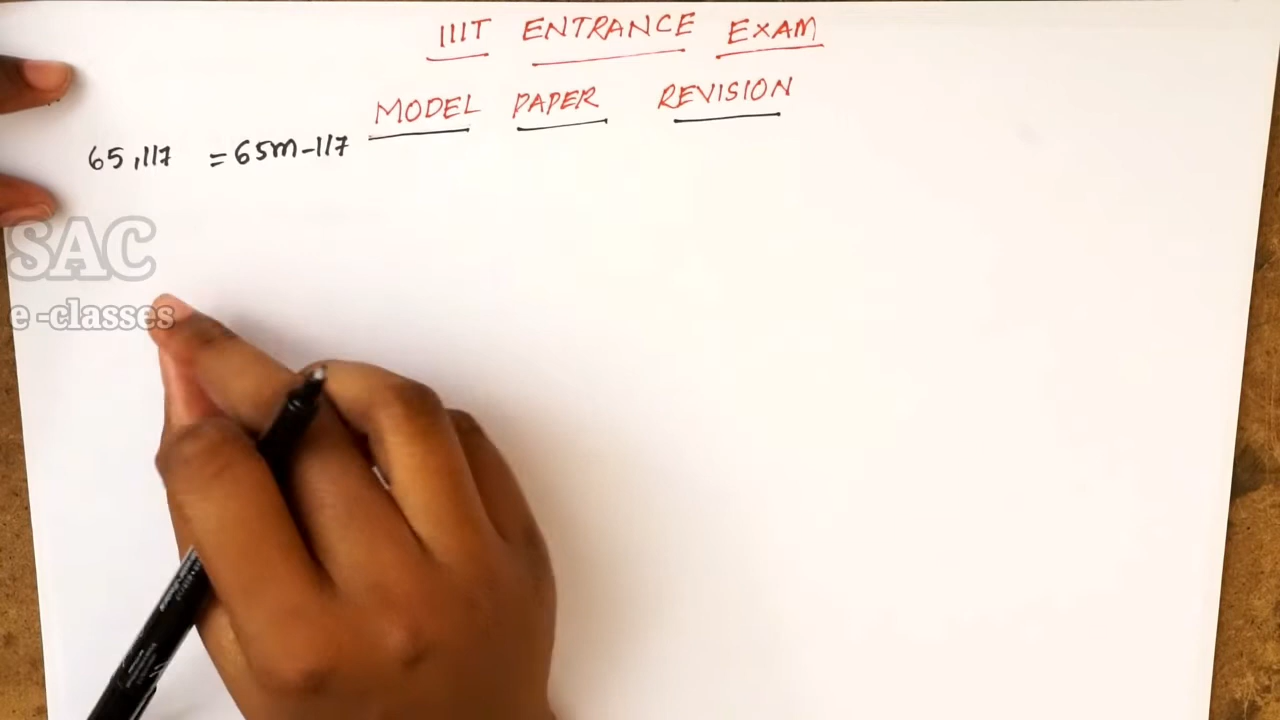 IIIT ENTRANCE EXAM
MODEL PAPER REVISION
65,117 = 65m-117
SAC
e-classes